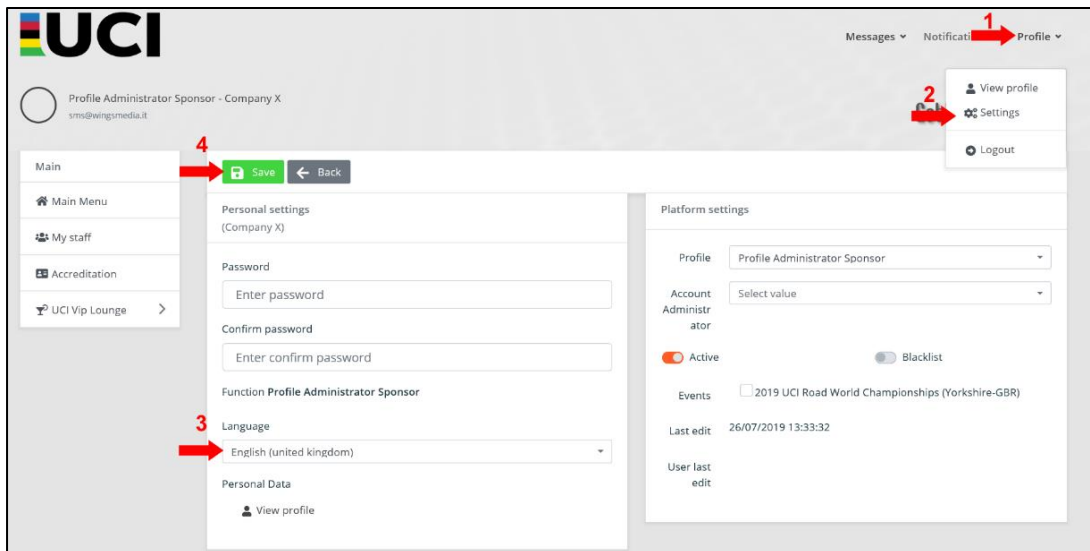 UCI
1
Messages
Notificati
Profile
Profile Administrator Sponsor - Company X
sms@wingsmedia.it
View profile
2
Settings
Logout
4
Main
Save
Back
Main Menu
My staff
Accreditation
UCI Vip Lounge
Personal settings
(Company X)
Password
Enter password
Confirm password
Enter confirm password
Function Profile Administrator Sponsor
3
Language
English (united kingdom)
Personal Data
View profile
Platform settings
Profile
Profile Administrator Sponsor
Account
Administr
ator
Select value
Active
Blacklist
Events
2019 UCI Road World Championships (Yorkshire-GBR)
Last edit
26/07/2019 13:33:32
User last
edit